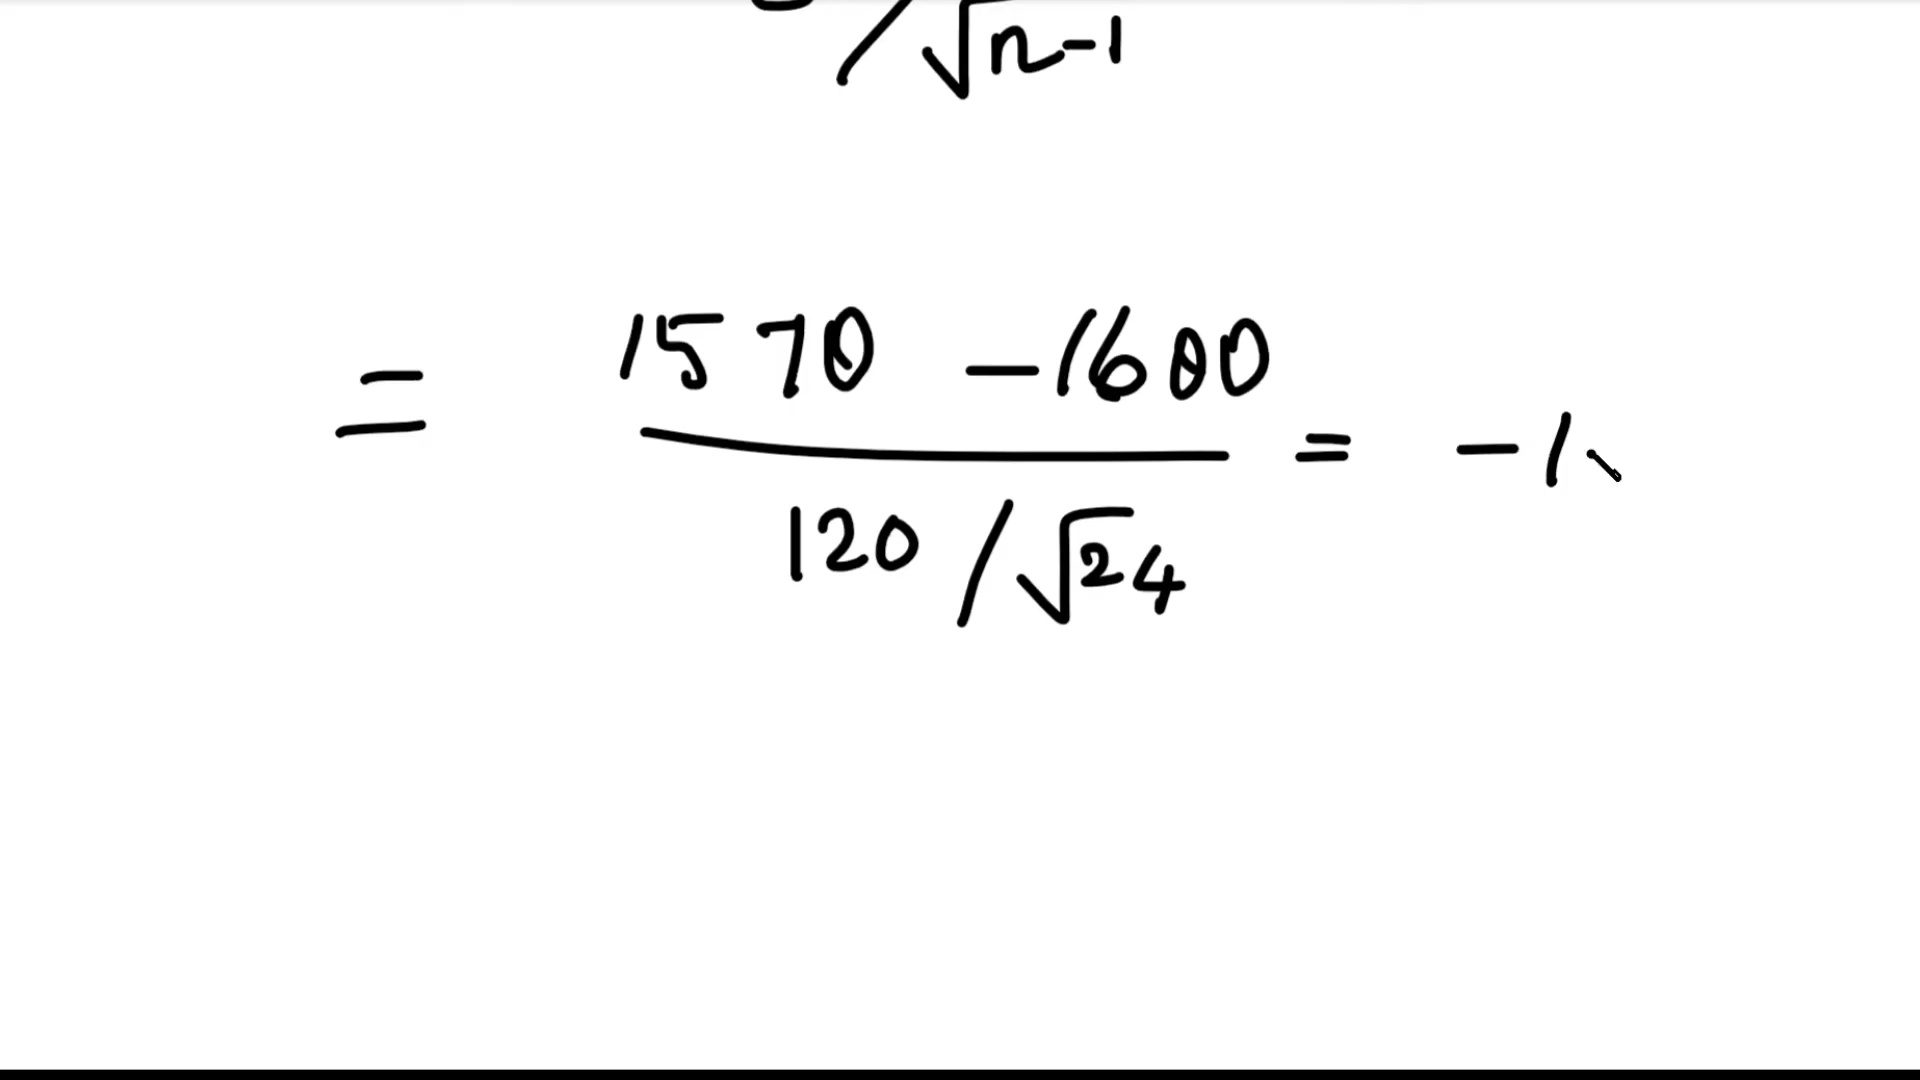 /√n-1
= 1570 - 1600 = -1.
120/√24